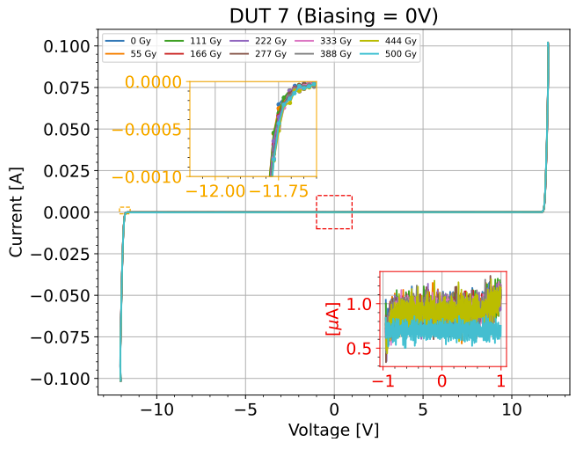 DUT 7 (Biasing = 0V)
0 Gy 111 Gy 222 Gy 333 Gy 444 Gy
55 Gy 166 Gy 277 Gy 388 Gy 500 Gy
0.100
0.075
0.050
0.025
0.000
−0.025
−0.050
−0.075
−0.100
Current [A]
0.0000
−0.0005
−0.0010
−12.00 −11.75
[μA]
1.0
0.5
−1 0 1
−10 −5 0 5 10
Voltage [V]